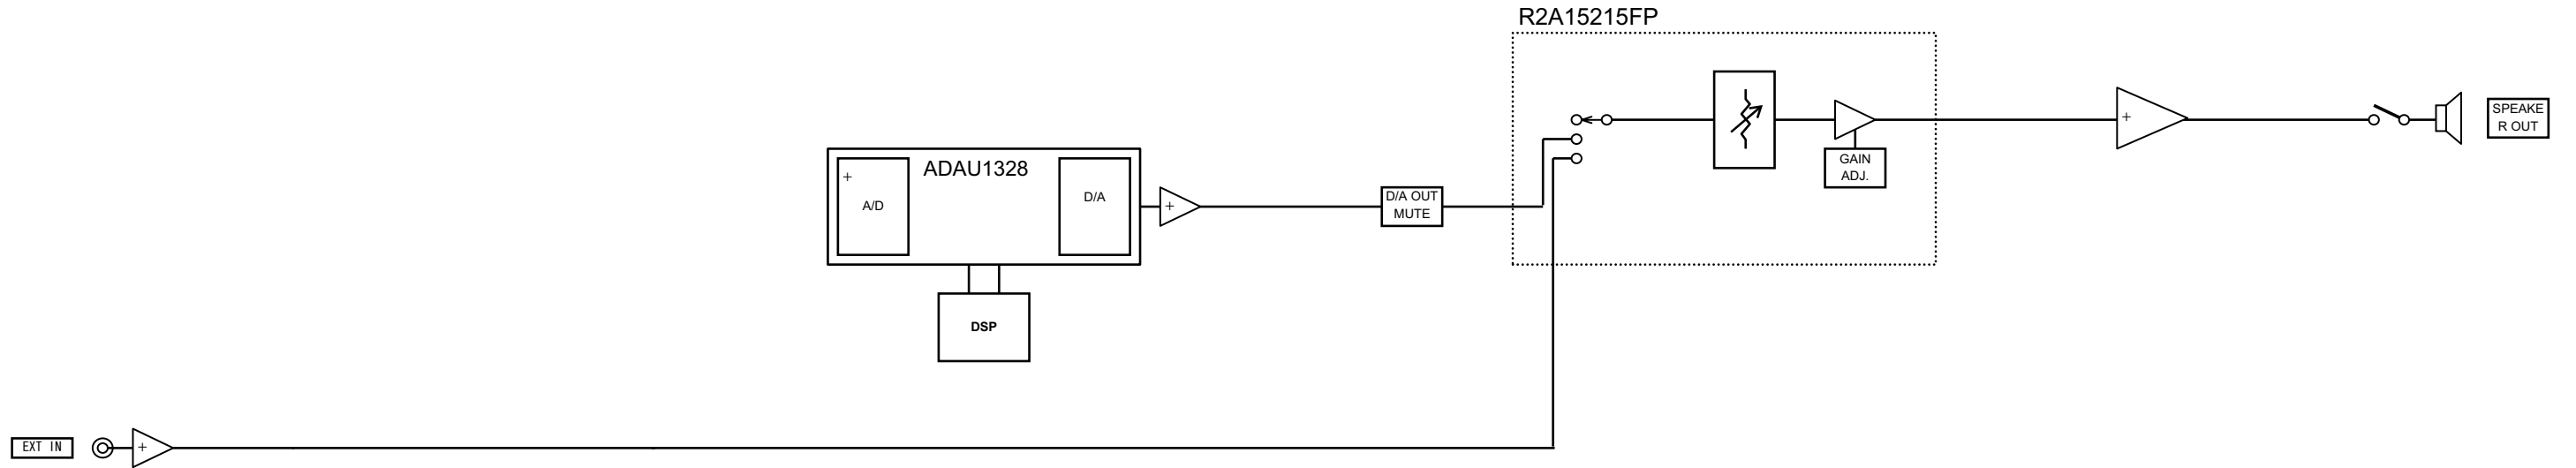 R2A15215FP
SPEAKE
R OUT
GAIN
ADJ.
ADAU1328
+
A/D
D/A
+
D/A OUT
MUTE
+
DSP
EXT IN
+